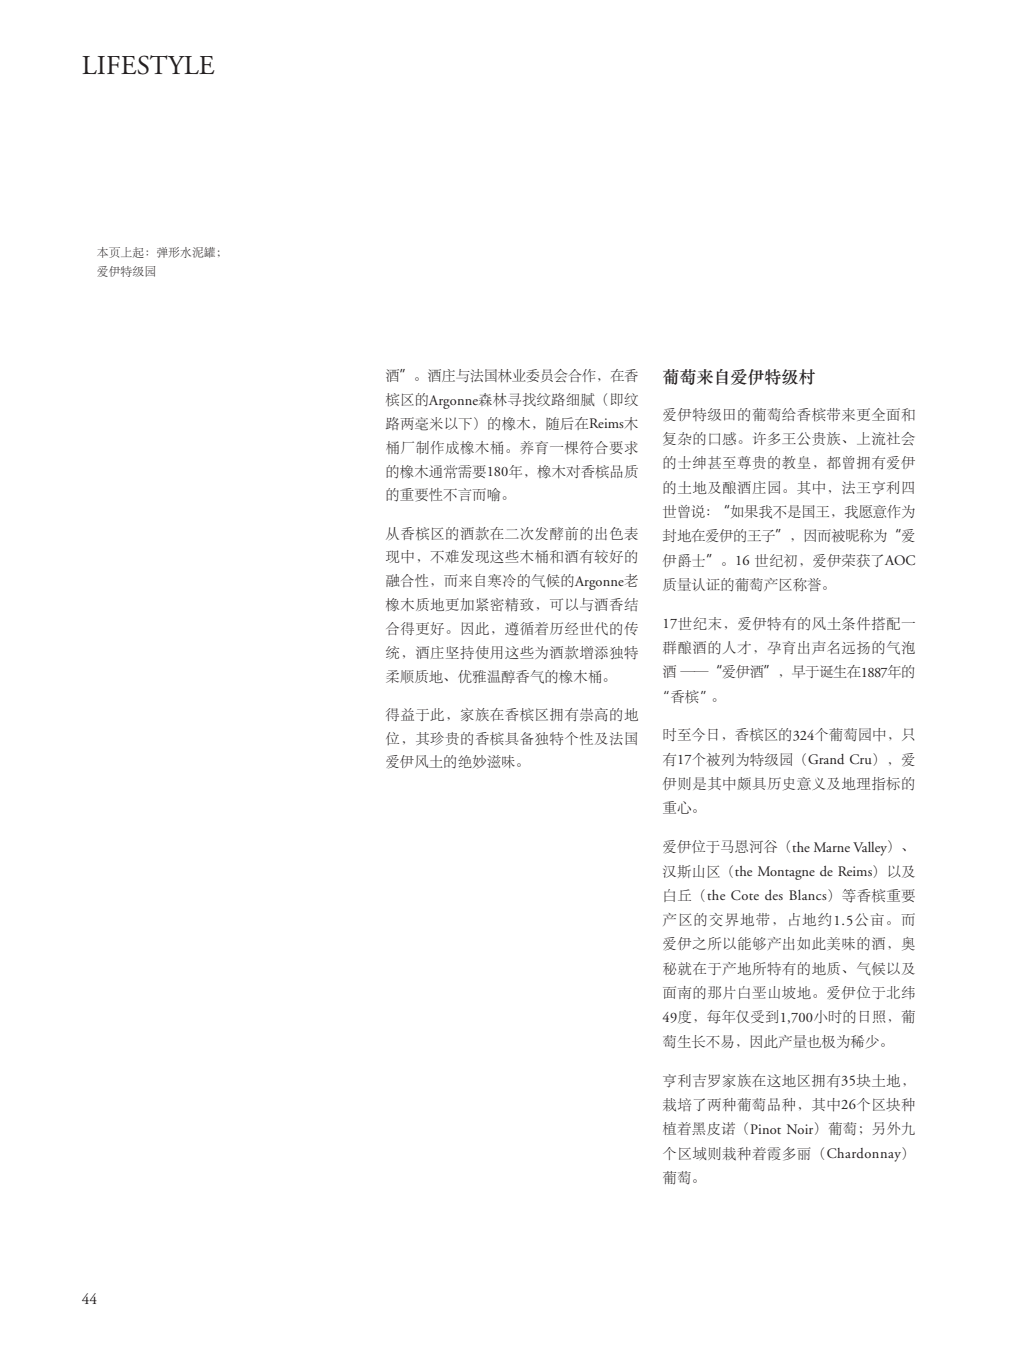 LIFESTYLE
本页上起：弹形水泥罐；
爱伊特级园
酒”。酒庄与法国林业委员会合作，在香
槟区的Argonne森林寻找纹路细腻（即纹
路两毫米以下）的橡木，随后在Reims木
桶厂制作成橡木桶。养育一棵符合要求
的橡木通常需要180年，橡木对香槟品质
的重要性不言而喻。
从香槟区的酒款在二次发酵前的出色表
现中，不难发现这些木桶和酒有较好的
融合性，而来自寒冷的气候的Argonne老
橡木质地更加紧密精致，可以与酒香结
合得更好。因此，遵循着历经世代的传
统，酒庄坚持使用这些为酒款增添独特
柔顺质地、优雅温醇香气的橡木桶。
得益于此，家族在香槟区拥有崇高的地
位，其珍贵的香槟具备独特个性及法国
爱伊风土的绝妙滋味。
葡萄来自爱伊特级村
爱伊特级田的葡萄给香槟带来更全面和
复杂的口感。许多王公贵族、上流社会
的士绅甚至尊贵的教皇，都曾拥有爱伊
的土地及酿酒庄园。其中，法王亨利四
世曾说：“如果我不是国王，我愿意作为
封地在爱伊的王子”，因而被昵称为“爱
伊爵士”。16 世纪初，爱伊荣获了AOC
质量认证的葡萄产区称誉。
17世纪末，爱伊特有的风土条件搭配一
群酿酒的人才，孕育出声名远扬的气泡
酒 ——“爱伊酒”，早于诞生在1887年的
“香槟”。
时至今日，香槟区的324个葡萄园中，只
有17个被列为特级园（Grand Cru），爱
伊则是其中颇具历史意义及地理指标的
重心。
爱伊位于马恩河谷（the Marne Valley）、
汉斯山区（the Montagne de Reims）以及
白丘（the Cote des Blancs）等香槟重要
产区的交界地带，占地约1.5公亩。而
爱伊之所以能够产出如此美味的酒，奥
秘就在于产地所特有的地质、气候以及
面南的那片白垩山坡地。爱伊位于北纬
49度，每年仅受到1,700小时的日照，葡
萄生长不易，因此产量也极为稀少。
亨利吉罗家族在这地区拥有35块土地，
栽培了两种葡萄品种，其中26个区块种
植着黑皮诺（Pinot Noir）葡萄；另外九
个区域则栽种着霞多丽（Chardonnay）
葡萄。
44